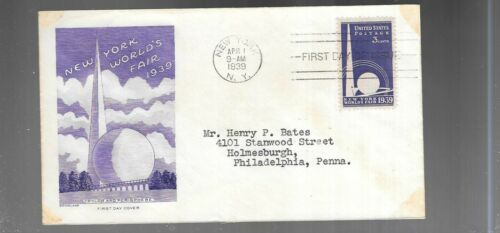 NEW YORK
WORLD'S
FAIR
1939
TRYLON AND PERISPHERE
FIRST DAY COVER
NEW YORK
APR 1
9-AM
1939
N.Y.
FIRST DAY OF ISSUE
UNITED STATES
POSTAGE
3 CENTS
NEW YORK
WORLD'S FAIR 1939
Mr. Henry P. Bates
4101 Stanwood Street
Holmesburgh,
Philadelphia, Penna.